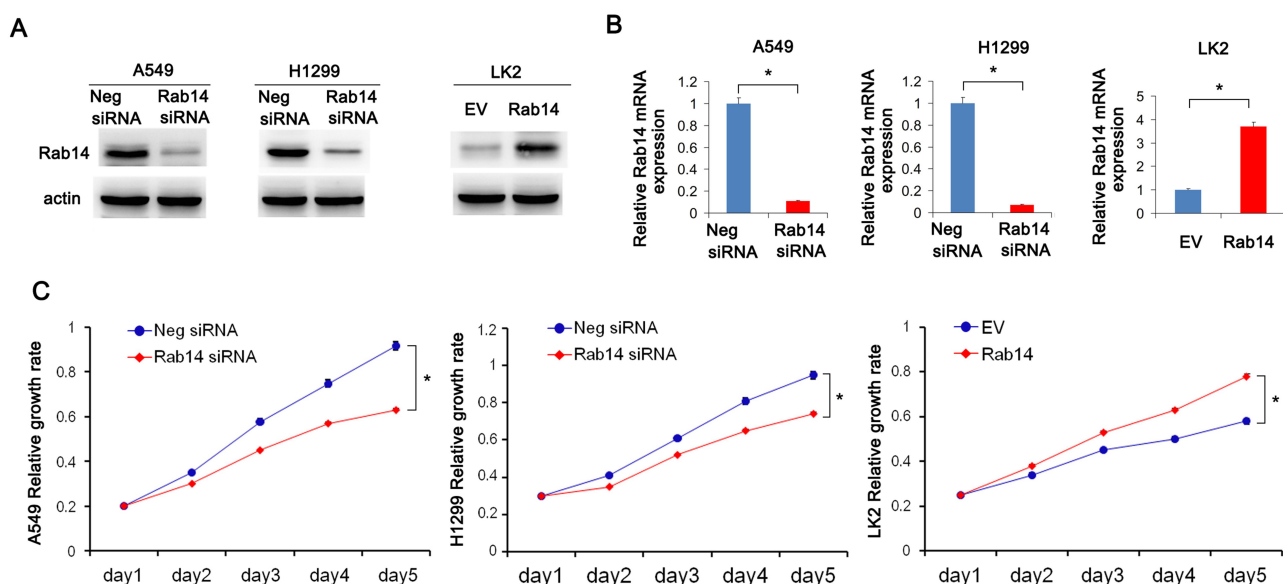 A
A549
H1299
LK2
Neg
siRNA
Rab14
siRNA
Neg
siRNA
Rab14
siRNA
EV
Rab14
Rab14
actin
B
A549
Relative Rab14 mRNA
expression
1.2
1
0.8
0.6
0.4
0.2
0
*
Neg
siRNA
Rab14
siRNA
H1299
Relative Rab14 mRNA
expression
1.2
1
0.8
0.6
0.4
0.2
0
*
Neg
siRNA
Rab14
siRNA
LK2
Relative Rab14 mRNA
expression
5
4
3
2
1
0
*
EV
Rab14
C
A549 Relative growth rate
1
0.8
0.6
0.4
0.2
0
Neg siRNA
Rab14 siRNA
*
day1 day2 day3 day4 day5
H1299 Relative growth rate
1.2
1
0.8
0.6
0.4
0.2
0
Neg siRNA
Rab14 siRNA
*
day1 day2 day3 day4 day5
LK2 Relative growth rate
1
0.8
0.6
0.4
0.2
0
EV
Rab14
*
day1 day2 day3 day4 day5